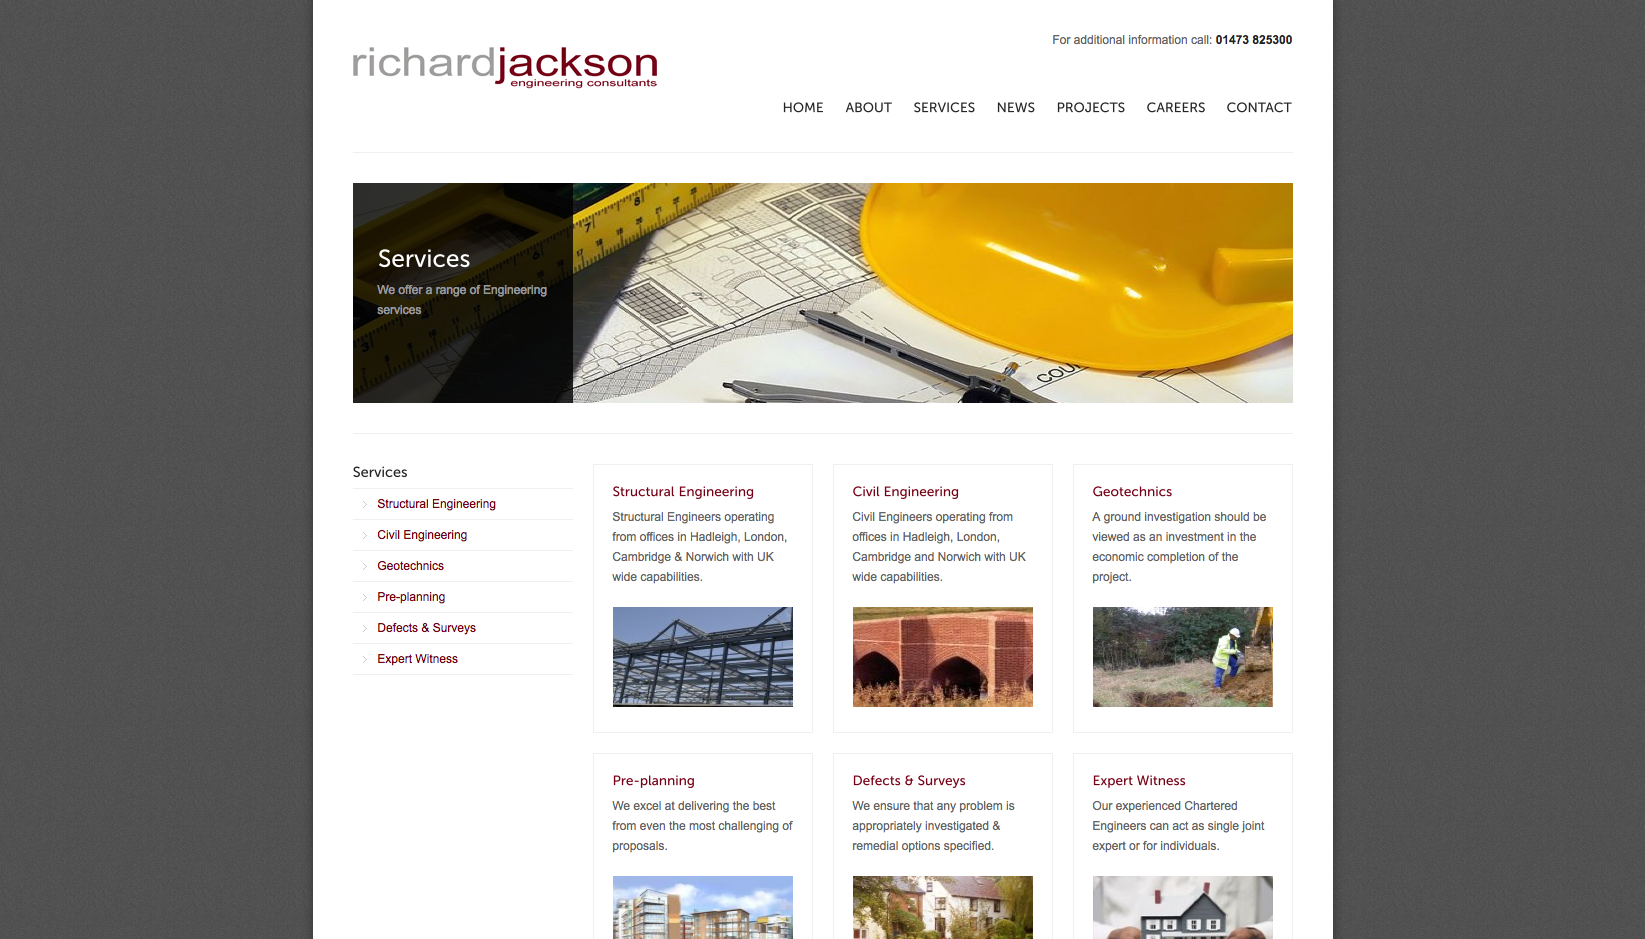 richardjackson
engineering consultants
For additional information call: 01473 825300
HOME ABOUT SERVICES NEWS PROJECTS CAREERS CONTACT
Services
We offer a range of Engineering
services
Services
Structural Engineering
Civil Engineering
Geotechnics
Pre-planning
Defects & Surveys
Expert Witness
Structural Engineering
Structural Engineers operating
from offices in Hadleigh, London,
Cambridge & Norwich with UK
wide capabilities.
Civil Engineering
Civil Engineers operating from
offices in Hadleigh, London,
Cambridge and Norwich with UK
wide capabilities.
Geotechnics
A ground investigation should be
viewed as an investment in the
economic completion of the
project.
Pre-planning
We excel at delivering the best
from even the most challenging of
proposals.
Defects & Surveys
We ensure that any problem is
appropriately investigated &
remedial options specified.
Expert Witness
Our experienced Chartered
Engineers can act as single joint
expert or for individuals.